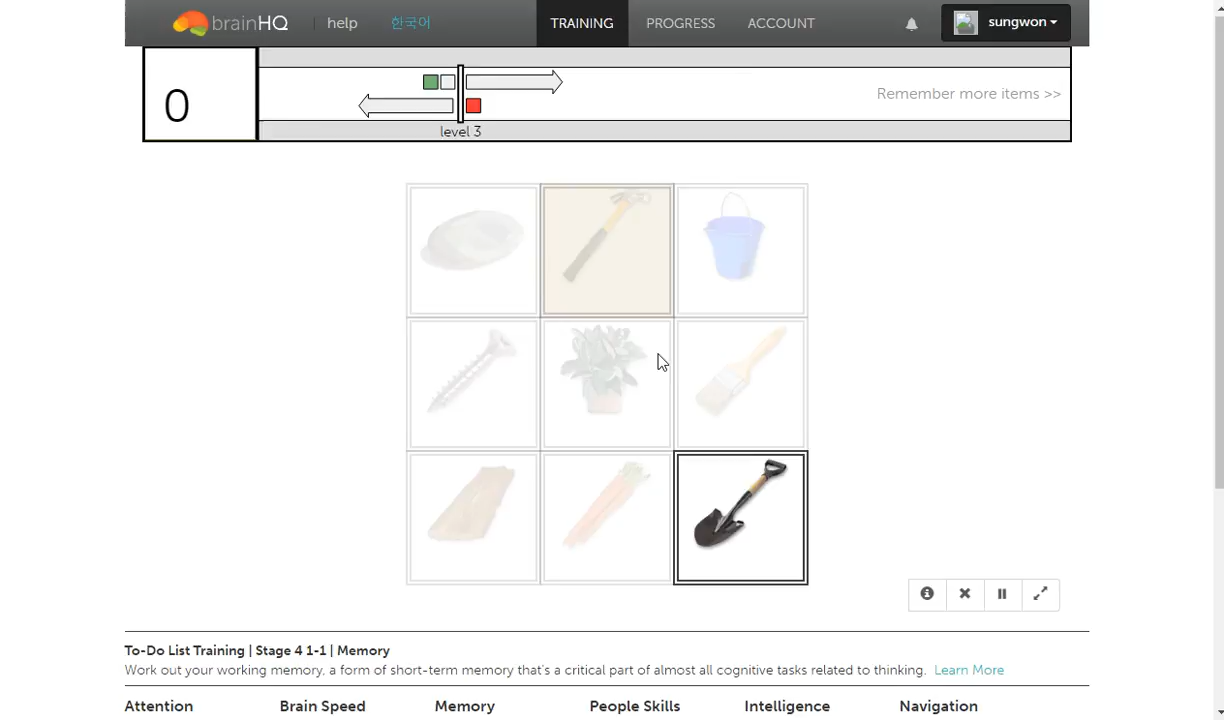 brainHQ | help 한국어 TRAINING PROGRESS ACCOUNT sungwon
0
Remember more items >>
level 3
To-Do List Training | Stage 4 1-1 | Memory
Work out your working memory, a form of short-term memory that's a critical part of almost all cognitive tasks related to thinking. Learn More
Attention Brain Speed Memory People Skills Intelligence Navigation